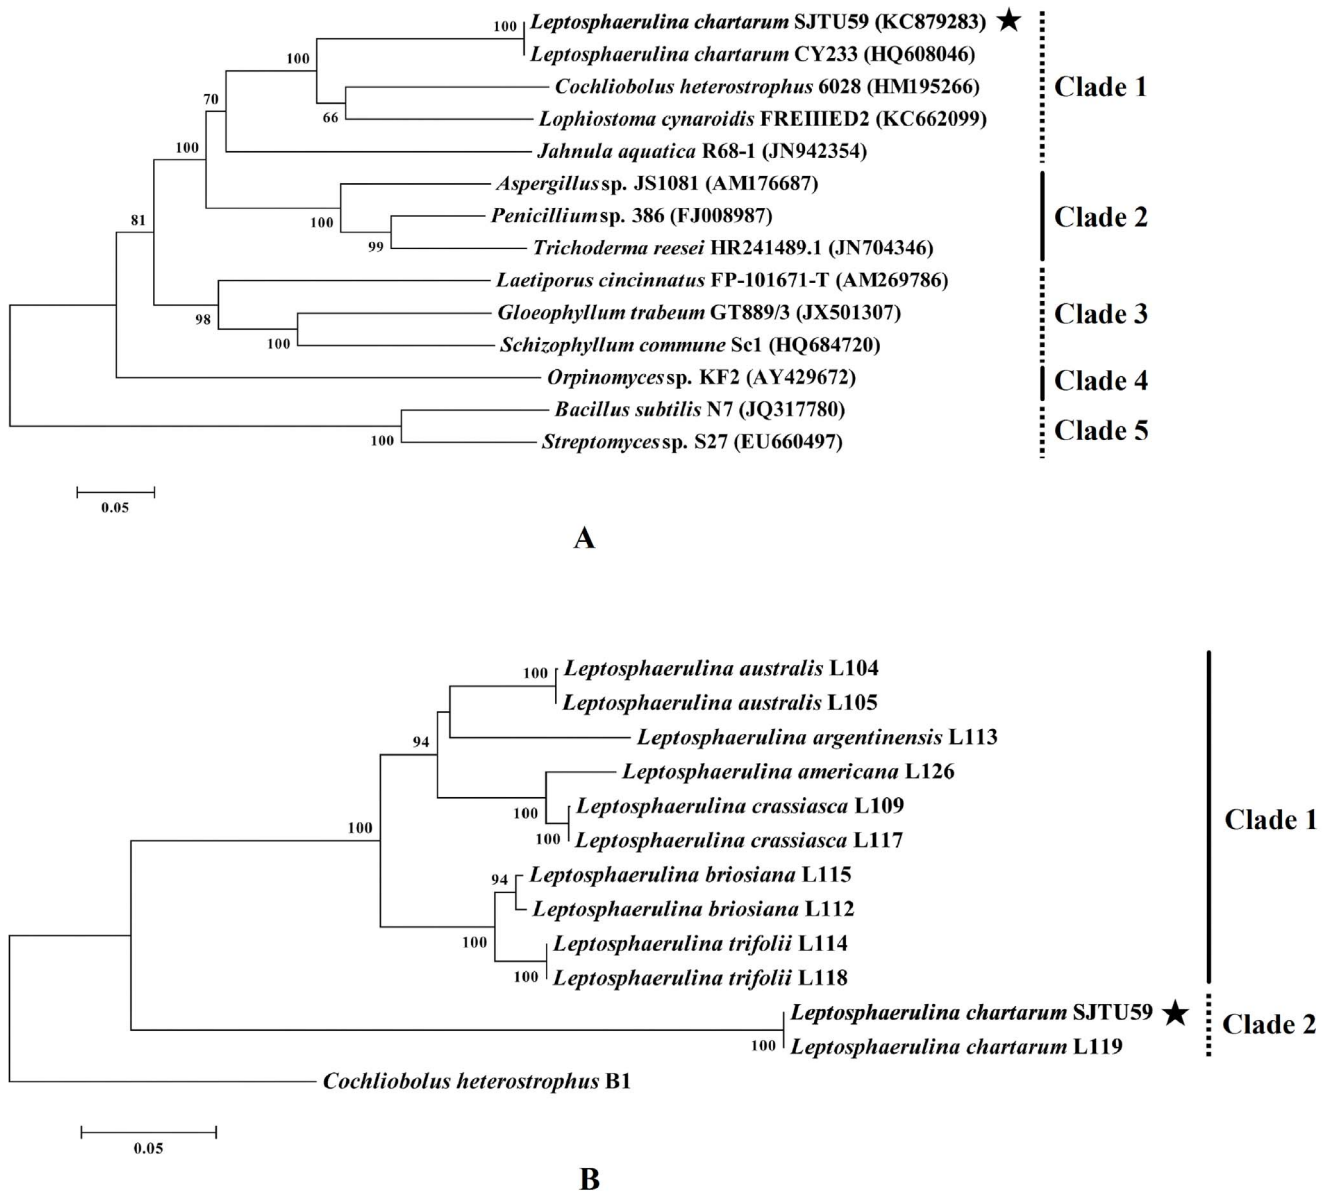 100 Leptosphaerulina chartarum SJTU59 (KC879283) ★
Leptosphaerulina chartarum CY233 (HQ608046)
100
Cochliobolus heterostrophus 6028 (HM195266)
Clade 1
70
66 Lophiostoma cynaroidis FREIIIED2 (KC662099)
100
Jahnula aquatica R68-1 (JN942354)
Aspergillus sp. JS1081 (AM176687)
81
100
Penicillium sp. 386 (FJ008987)
Clade 2
99
Trichoderma reesei HR241489.1 (JN704346)
Laetiporus cincinnatus FP-101671-T (AM269786)
98
Gloeophyllum trabeum GT889/3 (JX501307)
Clade 3
100
Schizophyllum commune Sc1 (HQ684720)
Orpinomyces sp. KF2 (AY429672)
Clade 4
Bacillus subtilis N7 (JQ317780)
Clade 5
100
Streptomyces sp. S27 (EU660497)
0.05
A
100 Leptosphaerulina australis L104
Leptosphaerulina australis L105
94
Leptosphaerulina argentinensis L113
Leptosphaerulina americana L126
100
Leptosphaerulina crassiasca L109
Clade 1
100
100 Leptosphaerulina crassiasca L117
94 Leptosphaerulina briosiana L115
Leptosphaerulina briosiana L112
100
Leptosphaerulina trifolii L114
100 Leptosphaerulina trifolii L118
Leptosphaerulina chartarum SJTU59 ★
Clade 2
100 Leptosphaerulina chartarum L119
Cochliobolus heterostrophus B1
0.05
B